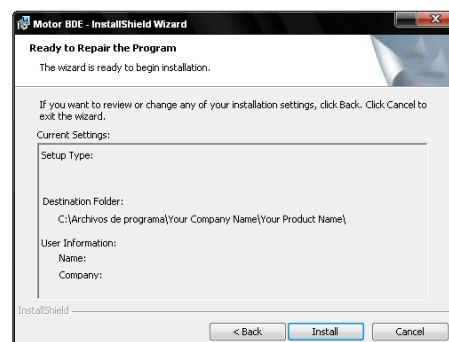 Motor BDE - InstallShield Wizard
Ready to Repair the Program
The wizard is ready to begin installation.
If you want to review or change any of your installation settings, click Back. Click Cancel to
exit the wizard.
Current Settings:
Setup Type:
Destination Folder:
C:\Archivos de programa\Your Company Name\Your Product Name\
User Information:
Name:
Company:
InstallShield
< Back
Install
Cancel